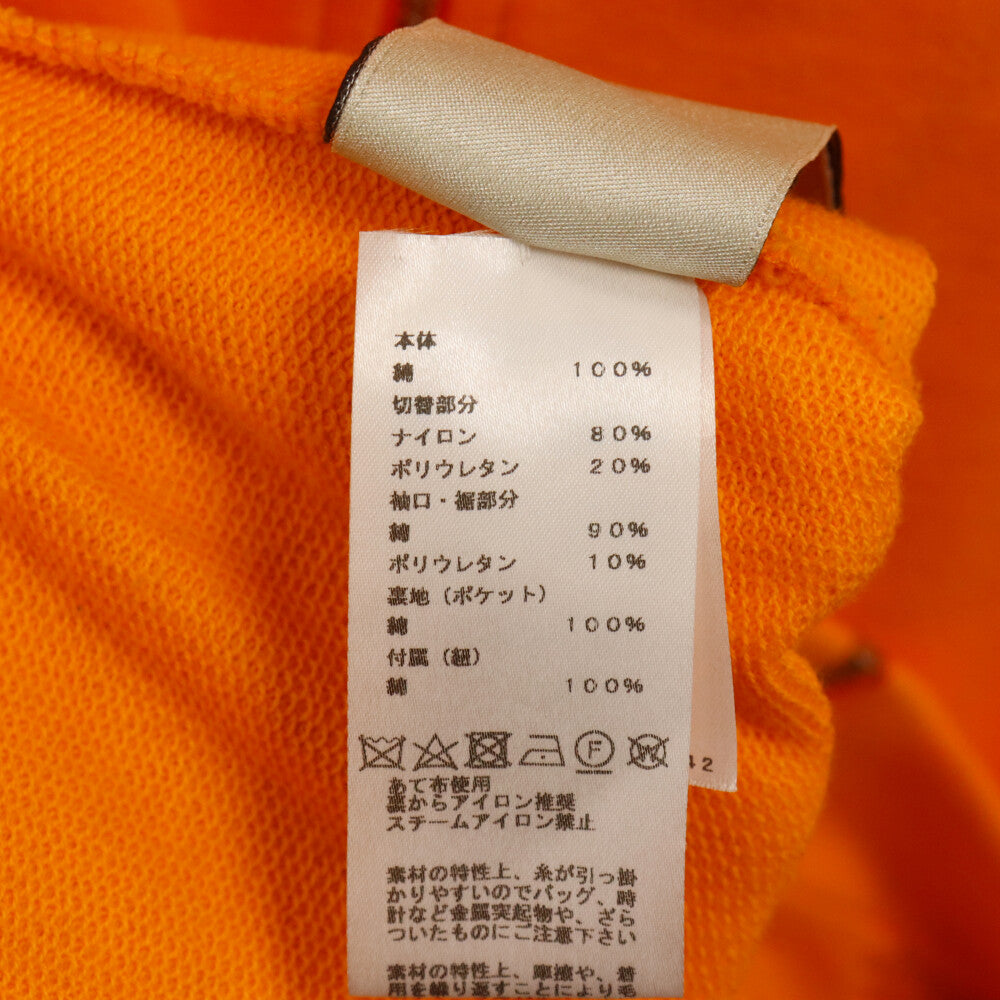 本体
綿 100%
切替部分
ナイロン 80%
ポリウレタン 20%
袖口・裾部分
綿 90%
ポリウレタン 10%
裏地(ポケット)
綿 100%
付属(紐)
綿 100%
F W
42
あて布使用
裏からアイロン推奨
スチームアイロン禁止
素材の特性上、糸が引っ掛
かりやすいのでバッグ、時
計など金属突起物や、ざら
ついたものにご注意下さい
素材の特性上、摩擦や、着
用を繰り返すことにより毛